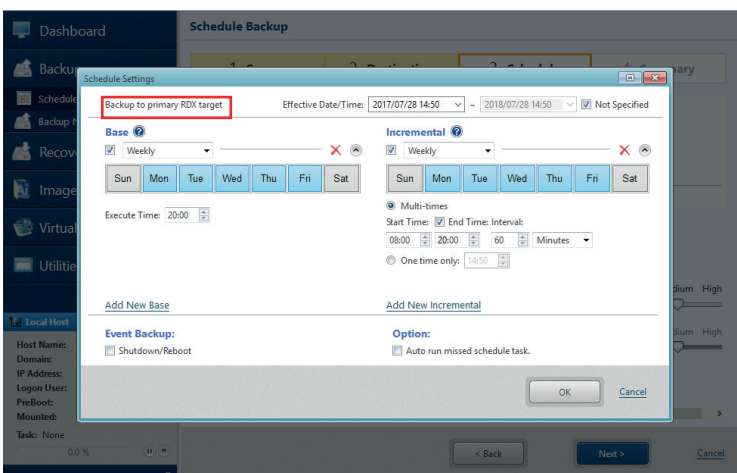 Dashboard
Schedule Backup
Backup
Schedule Settings
Backup to primary RDX target
Effective Date/Time: 2017/07/28 14:50 ~ 2018/07/28 14:50 Not Specified
Base
Incremental
Weekly
Weekly
Sun Mon Tue Wed Thu Fri Sat
Sun Mon Tue Wed Thu Fri Sat
Execute Time: 20:00
Multi-times
Start Time: End Time: Interval:
08:00 20:00 60 Minutes
One time only: 14:50
Add New Base
Add New Incremental
Event Backup:
Option:
Shutdown/Reboot
Auto run missed schedule task.
OK
Cancel
Schedule
Backup
Recov
Image
Virtual
Utilitie
Local Host
Host Name:
Domain:
IP Address:
Logon User:
PreBoot:
Mounted:
Task: None
0.0 %
dium High
dium High
< Back
Next >
Cancel